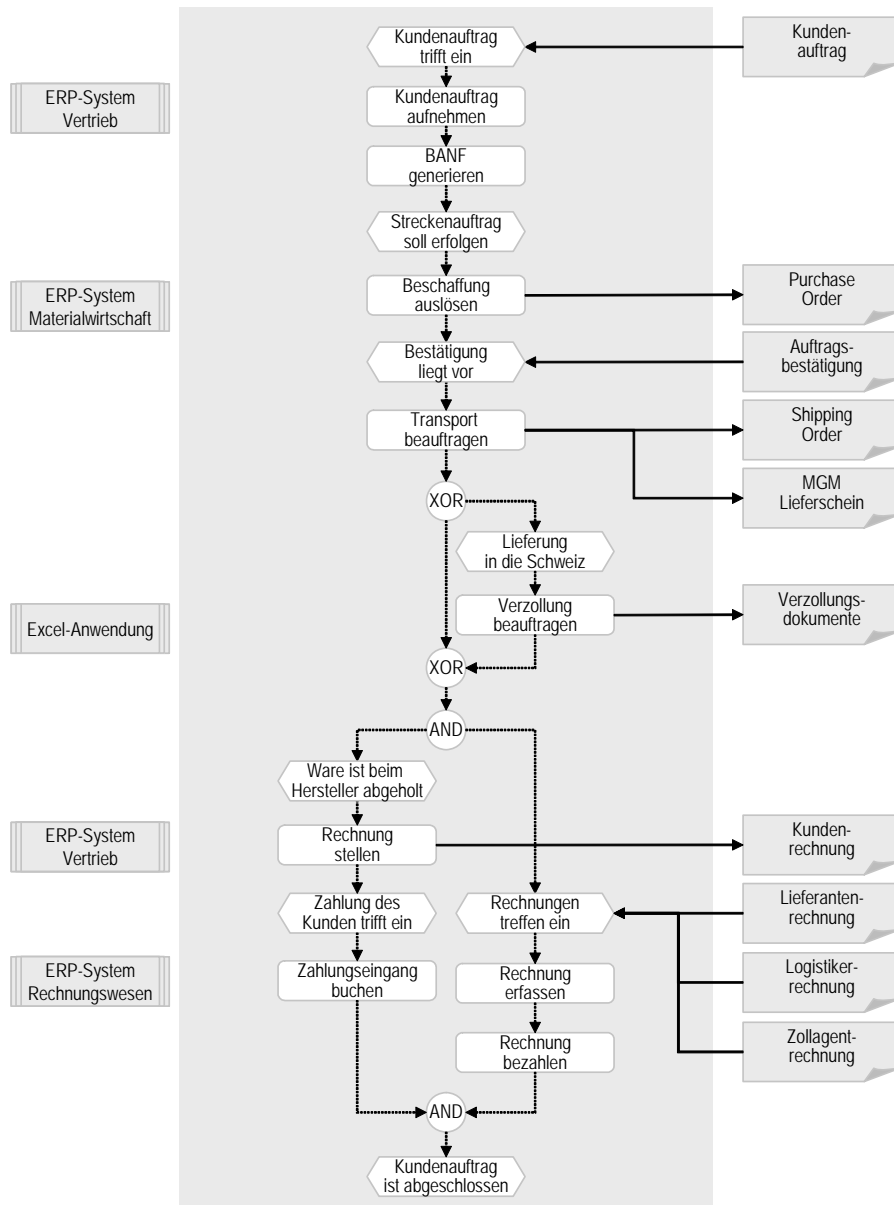 Kundenauftrag
trifft ein
Kunden-
auftrag
ERP-System
Vertrieb
Kundenauftrag
aufnehmen
BANF
generieren
Streckenauftrag
soll erfolgen
ERP-System
Materialwirtschaft
Beschaffung
auslösen
Purchase
Order
Bestätigung
liegt vor
Auftrags-
bestätigung
Transport
beauftragen
Shipping
Order
MGM
Lieferschein
XOR
Lieferung
in die Schweiz
Excel-Anwendung
Verzollung
beauftragen
Verzollungs-
dokumente
XOR
AND
Ware ist beim
Hersteller abgeholt
ERP-System
Vertrieb
Rechnung
stellen
Kunden-
rechnung
Zahlung des
Kunden trifft ein
Rechnungen
treffen ein
Lieferanten-
rechnung
ERP-System
Rechnungswesen
Zahlungseingang
buchen
Rechnung
erfassen
Logistiker-
rechnung
Rechnung
bezahlen
Zollagent-
rechnung
AND
Kundenauftrag
ist abgeschlossen